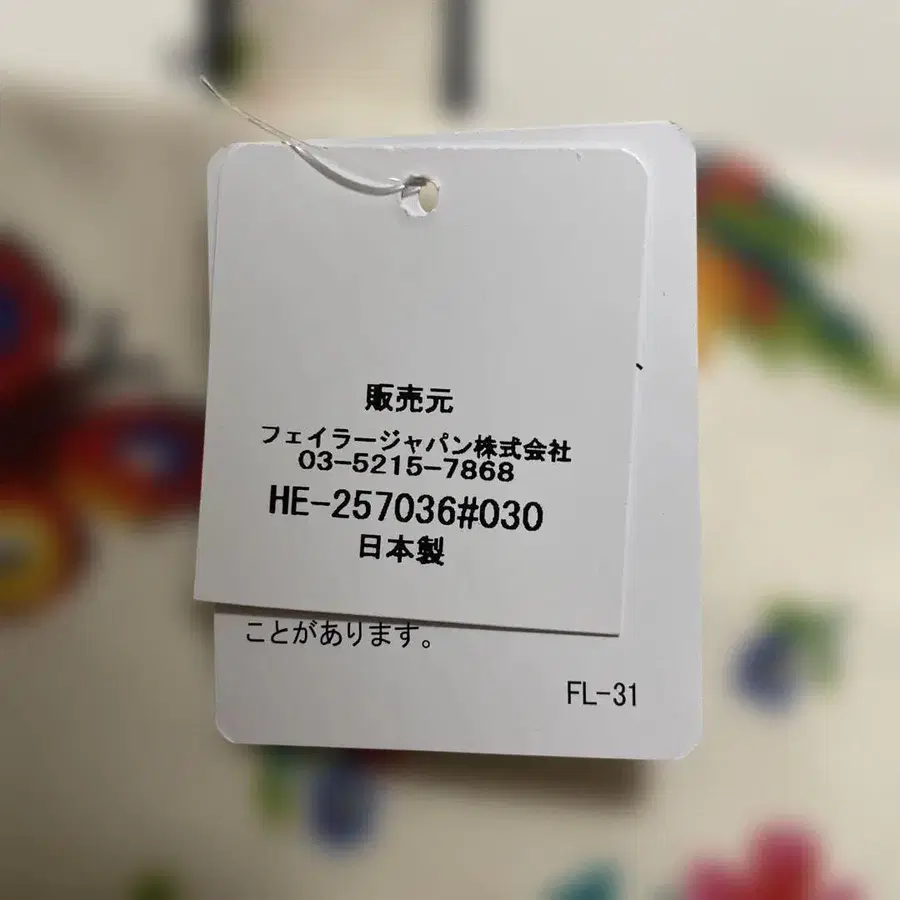 販売元
フェイラージャパン株式会社
03-5215-7868
HE-257036#030
日本製
ことがあります。
FL-31